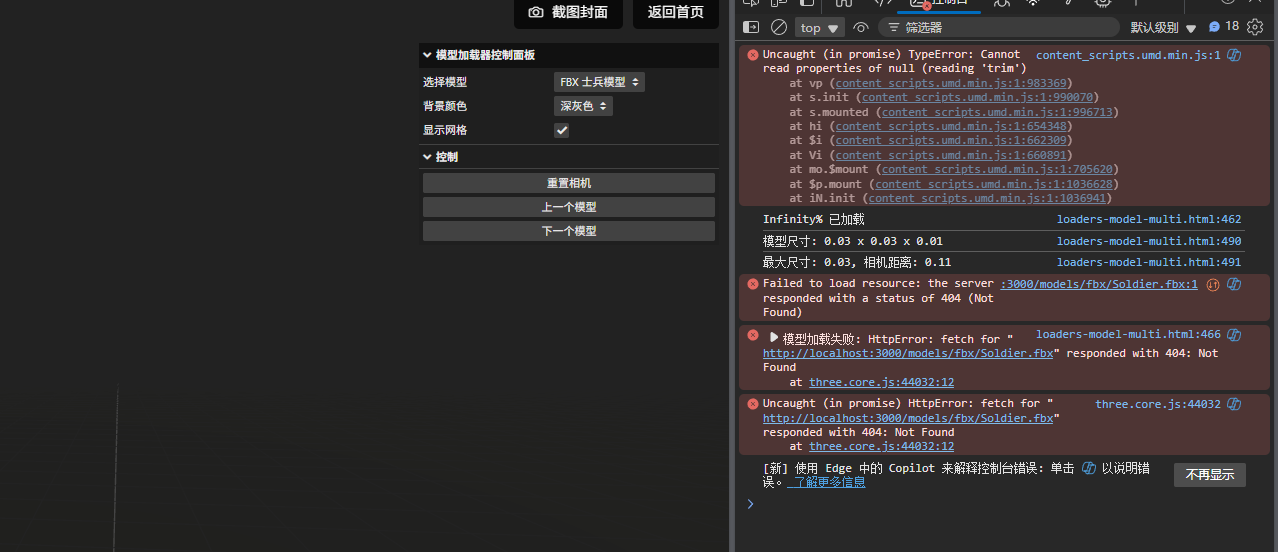 截图封面
返回首页
模型加载器控制面板
选择模型
FBX 士兵模型
背景颜色
深灰色
显示网格
控制
重置相机
上一个模型
下一个模型
top
筛选器
默认级别
18
Uncaught (in promise) TypeError: Cannot content_scripts.umd.min.js:1
read properties of null (reading 'trim')
at vp (content_scripts.umd.min.js:1:983369)
at s.init (content_scripts.umd.min.js:1:990070)
at s.mounted (content_scripts.umd.min.js:1:996713)
at hi (content_scripts.umd.min.js:1:654348)
at $i (content_scripts.umd.min.js:1:662309)
at Vi (content_scripts.umd.min.js:1:660891)
at mo.$mount (content_scripts.umd.min.js:1:705620)
at $p.mount (content_scripts.umd.min.js:1:1036628)
at iN.init (content_scripts.umd.min.js:1:1036941)
Infinity% 已加载 loaders-model-multi.html:462
模型尺寸: 0.03 x 0.03 x 0.01 loaders-model-multi.html:490
最大尺寸: 0.03, 相机距离: 0.11 loaders-model-multi.html:491
Failed to load resource: the server :3000/models/fbx/Soldier.fbx:1
responded with a status of 404 (Not
Found)
模型加载失败: HttpError: fetch for " loaders-model-multi.html:466
http://localhost:3000/models/fbx/Soldier.fbx" responded with 404: Not
Found
at three.core.js:44032:12
Uncaught (in promise) HttpError: fetch for " three.core.js:44032
http://localhost:3000/models/fbx/Soldier.fbx"
responded with 404: Not Found
at three.core.js:44032:12
[新] 使用 Edge 中的 Copilot 来解释控制台错误: 单击 以说明错
误。 了解更多信息
不再显示